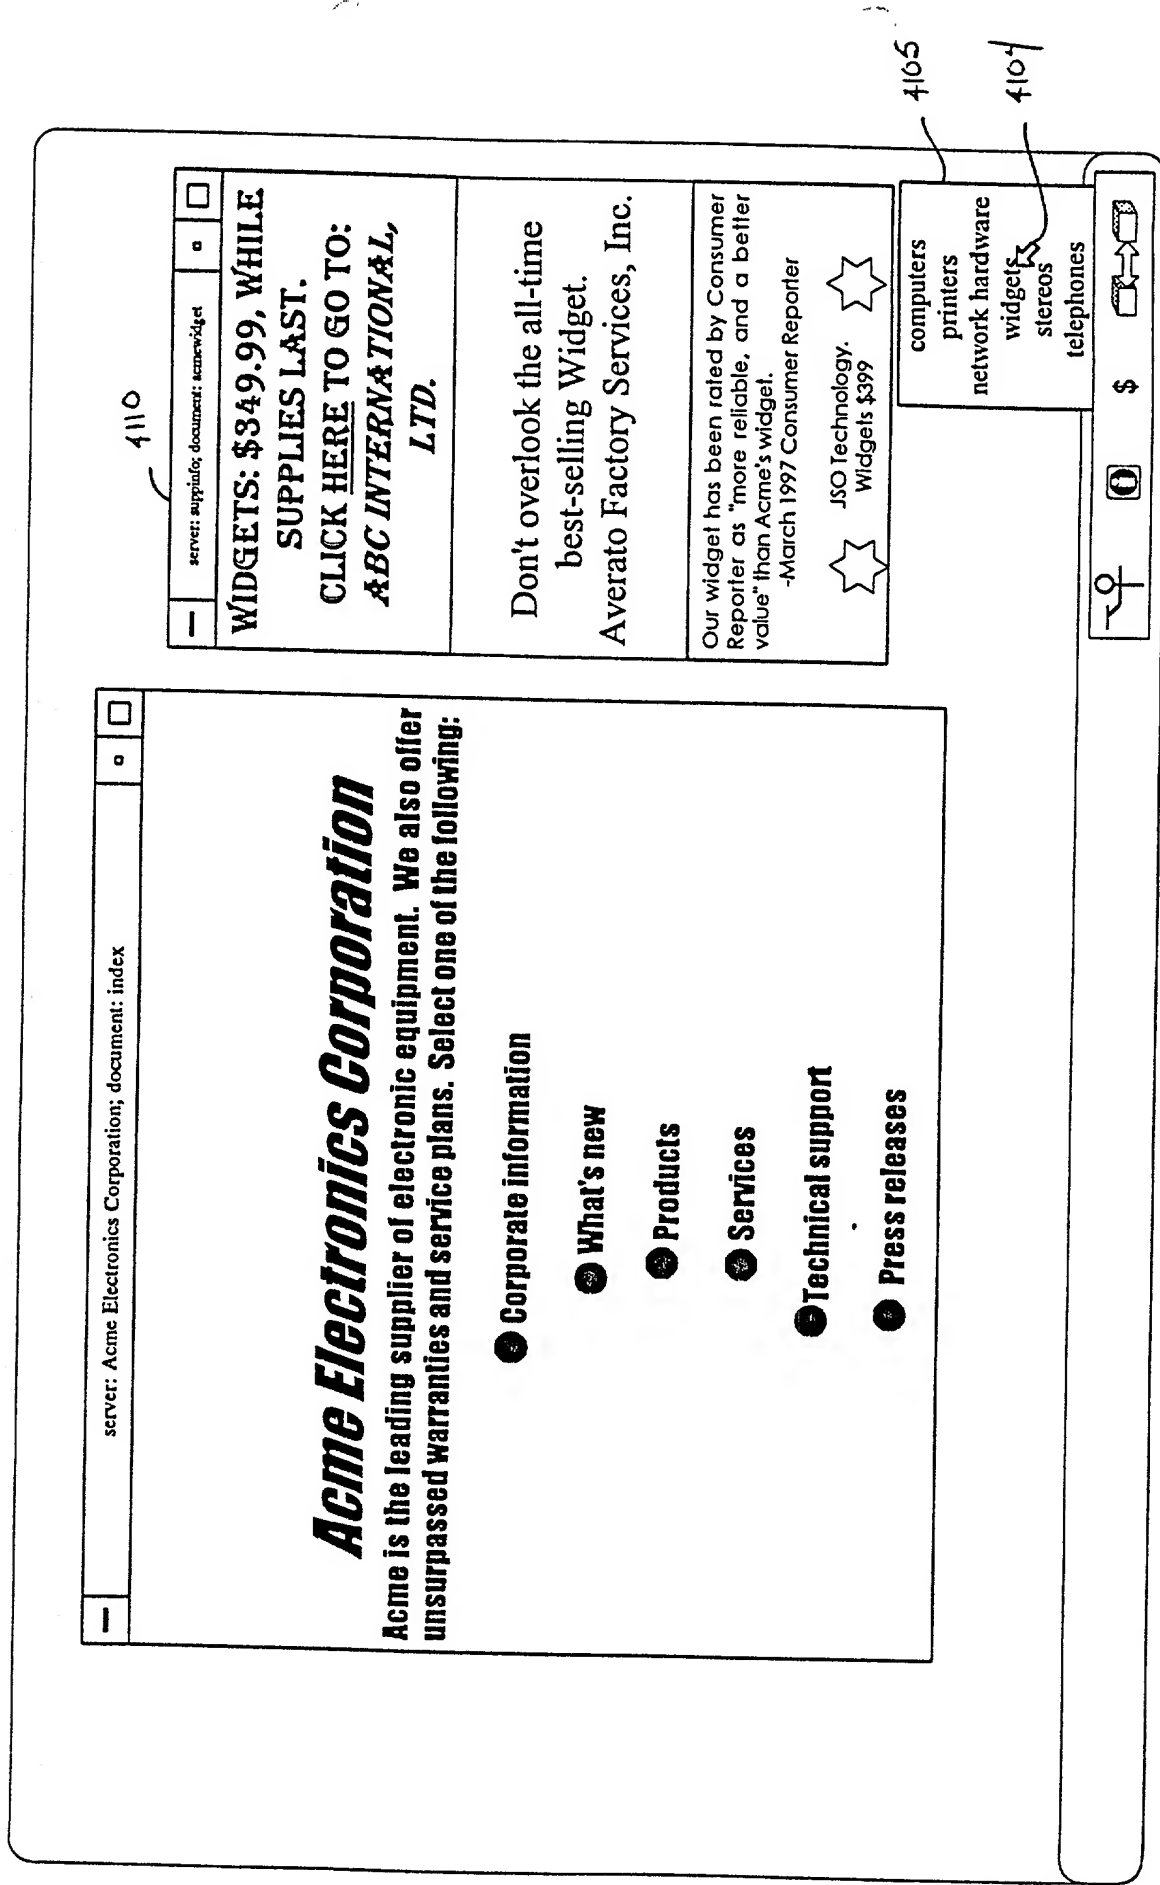 server: Acme Electronics Corporation; document: index
Acme Electronics Corporation
Acme is the leading supplier of electronic equipment. We also offer
unsurpassed warranties and service plans. Select one of the following:
Corporate information
What's new
Products
Services
Technical support
Press releases
4110
server: suppinfo; document: acmewidget
WIDGETS: $349.99, WHILE
SUPPLIES LAST.
CLICK HERE TO GO TO:
ABC INTERNATIONAL,
LTD.
Don't overlook the all-time
best-selling Widget.
Averato Factory Services, Inc.
Our widget has been rated by Consumer
Reporter as "more reliable, and a better
value" than Acme's widget.
-March 1997 Consumer Reporter
JSO Technology.
Widgets $399
4105
computers
printers
network hardware
widgets
stereos
telephones
4104
0
$